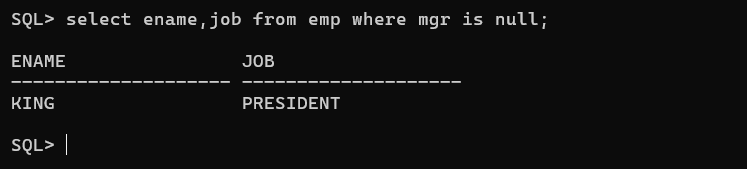 SQL> select ename,job from emp where mgr is null;
ENAME                JOB
-------------------- --------------------
KING                 PRESIDENT
SQL>